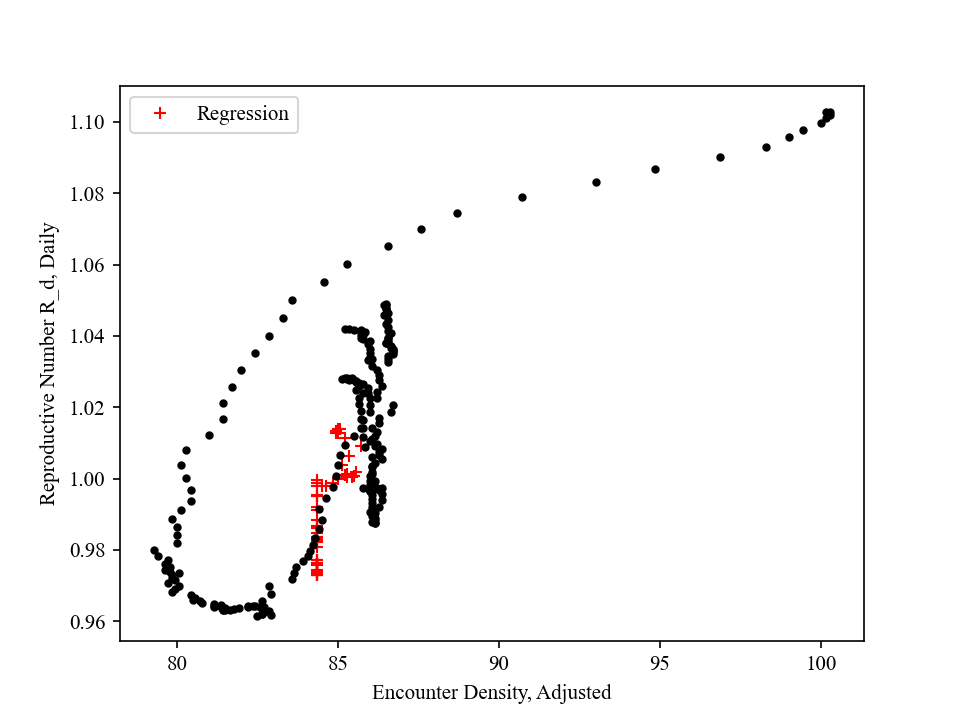 Regression
1.10
1.08
1.06
1.04
1.02
1.00
0.98
0.96
Reproductive Number R_d, Daily
80 85 90 95 100
Encounter Density, Adjusted